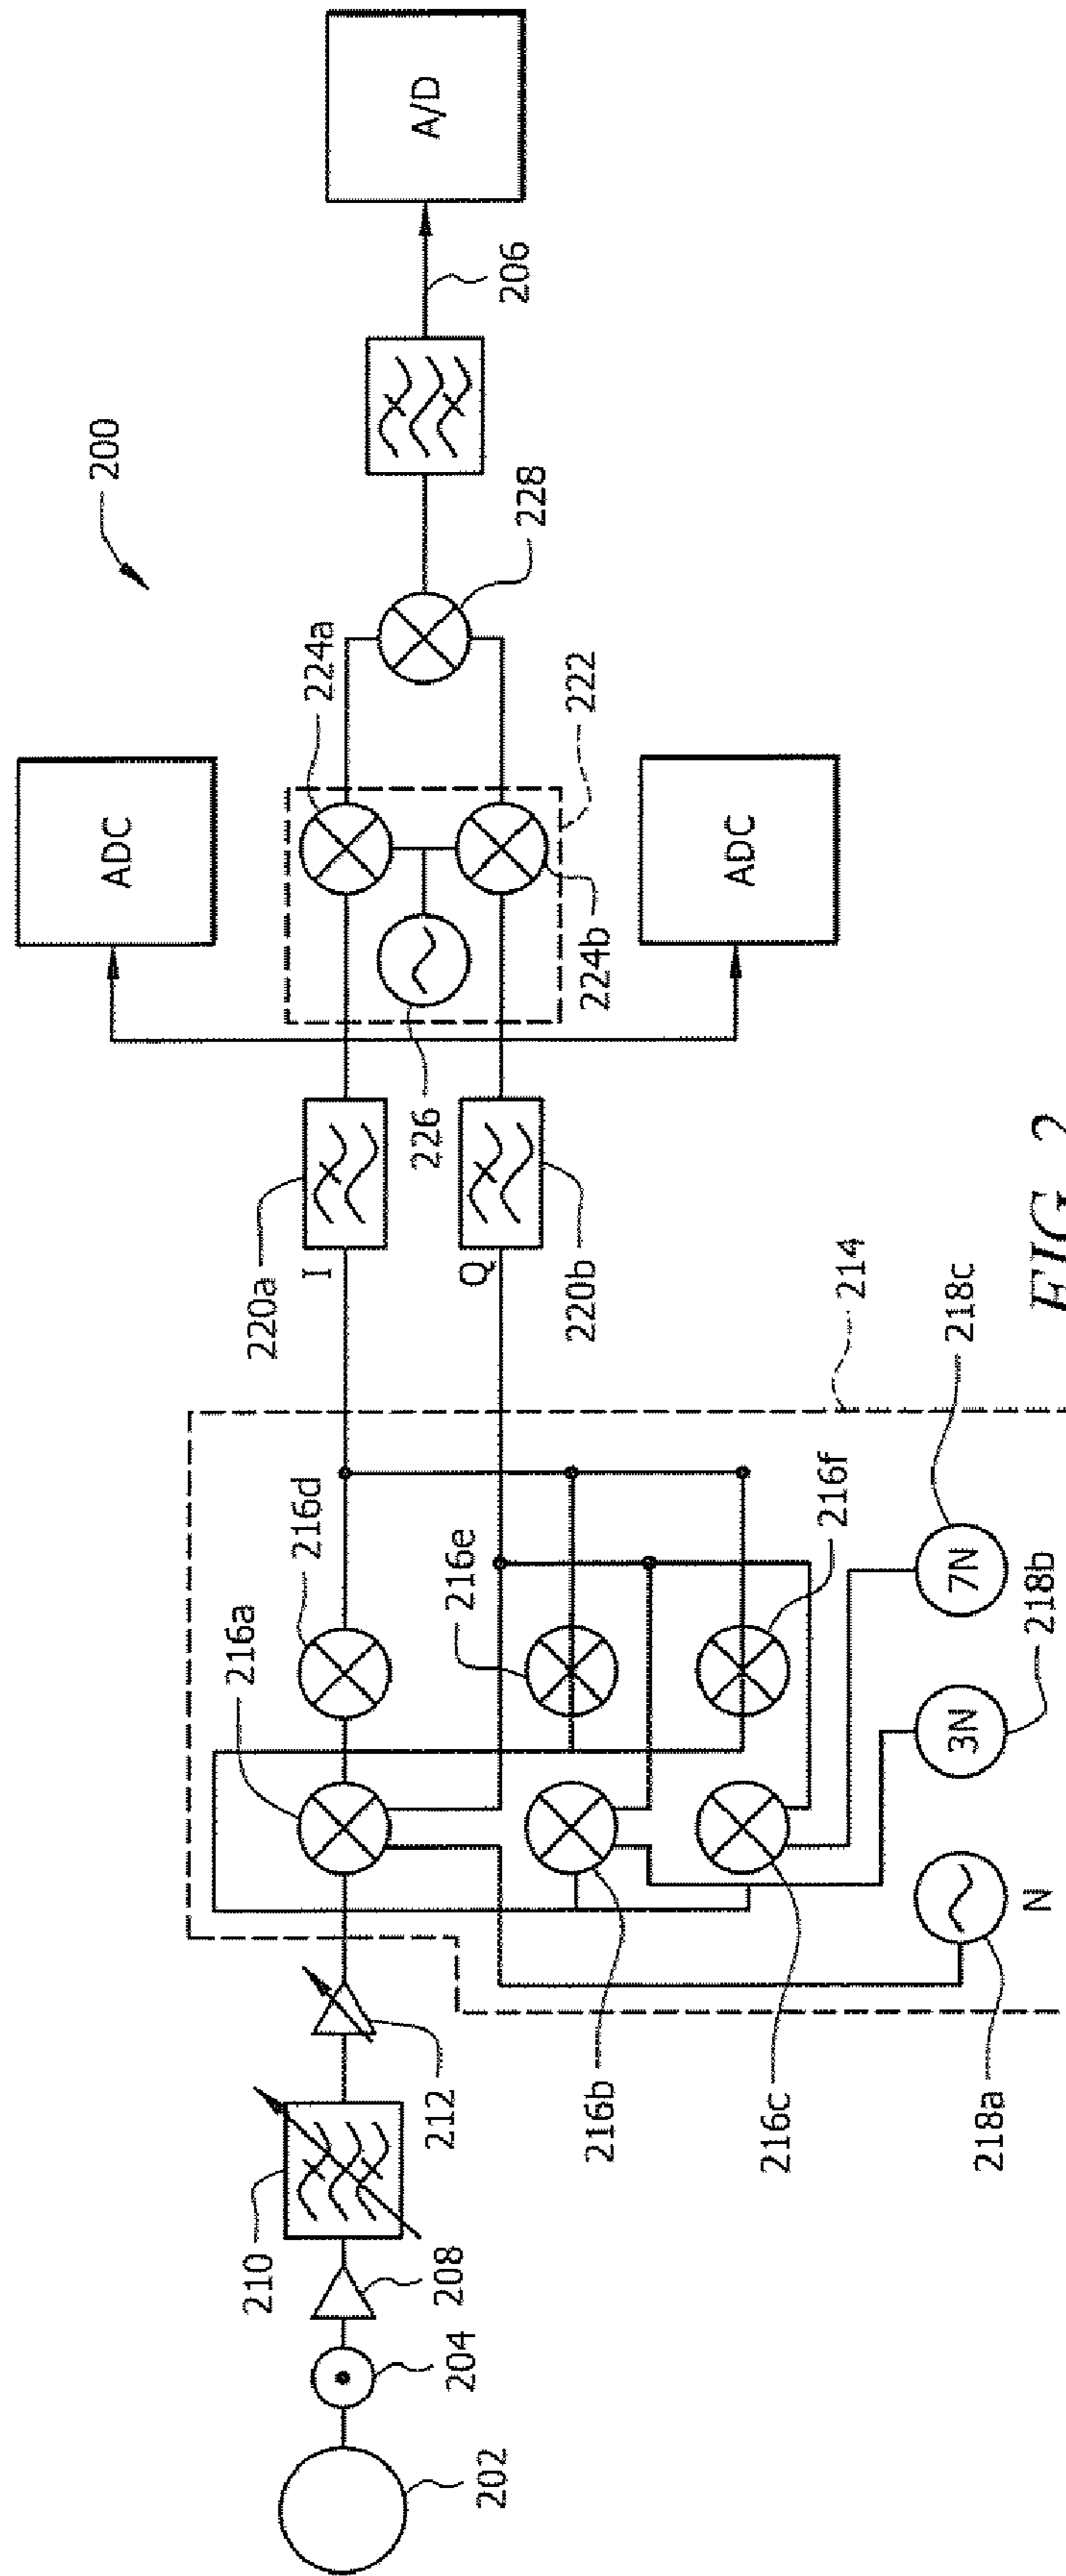 200
ADC
A/D
224a
206
228
222
224b
ADC
226
220a
I
Q
220b
216d
216a
216e
216f
214
218c
7N
218b
3N
N
218a
216b
216c
212
210
208
204
202
FIG. 2